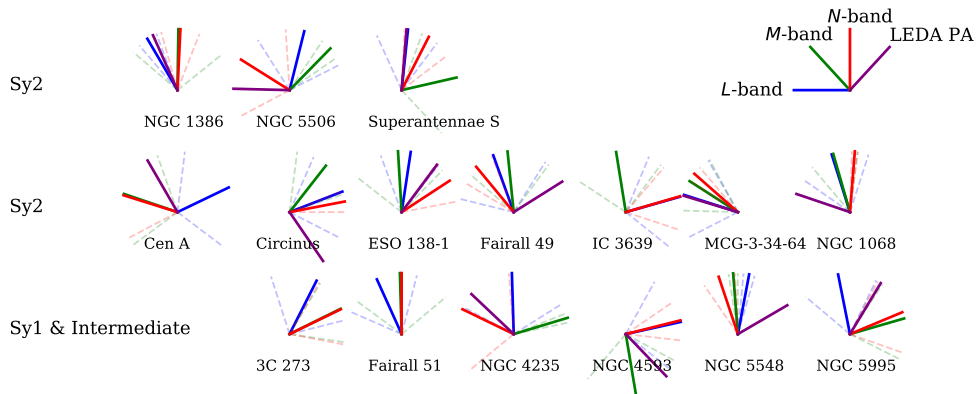 N-band
M-band LEDA PA
L-band
Sy2
NGC 1386 NGC 5506 Superantennae S
Sy2
Cen A Circinus ESO 138-1 Fairall 49 IC 3639 MCG-3-34-64 NGC 1068
Sy1 & Intermediate
3C 273 Fairall 51 NGC 4235 NGC 4593 NGC 5548 NGC 5995